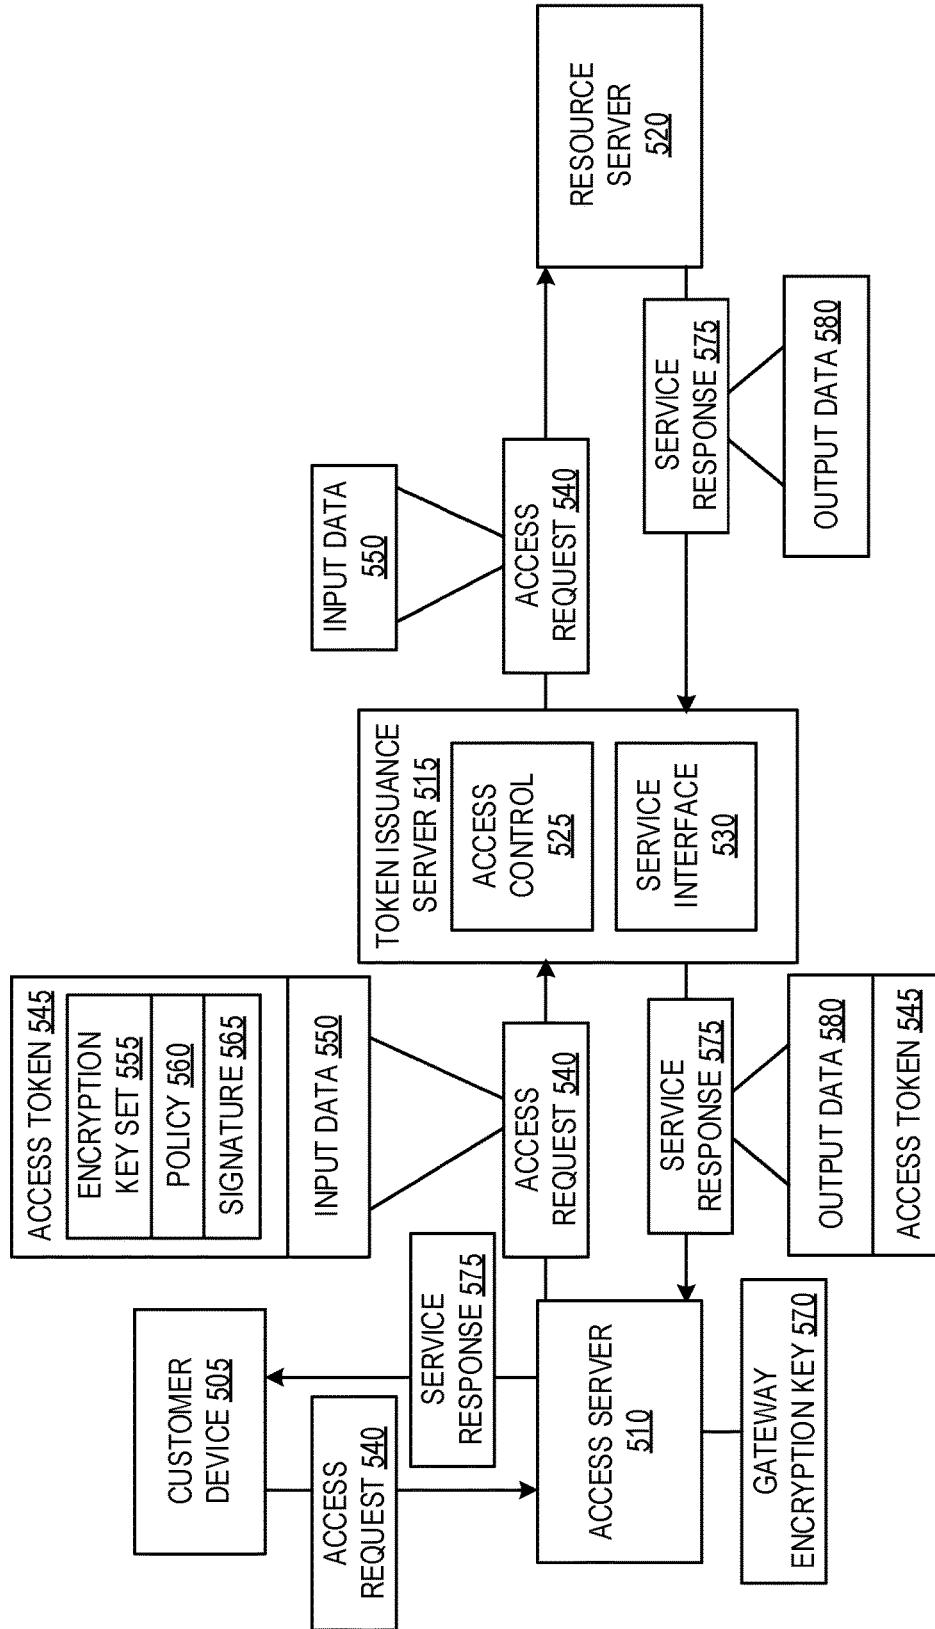 CUSTOMER
DEVICE 505
ACCESS
REQUEST 540
SERVICE
RESPONSE 575
ACCESS SERVER
510
GATEWAY
ENCRYPTION KEY 570
ACCESS TOKEN 545
ENCRYPTION
KEY SET 555
POLICY 560
SIGNATURE 565
INPUT DATA 550
ACCESS
REQUEST 540
SERVICE
RESPONSE 575
OUTPUT DATA 580
ACCESS TOKEN 545
TOKEN ISSUANCE
SERVER 515
ACCESS
CONTROL
525
SERVICE
INTERFACE
530
INPUT DATA
550
ACCESS
REQUEST 540
SERVICE
RESPONSE 575
OUTPUT DATA 580
RESOURCE
SERVER
520